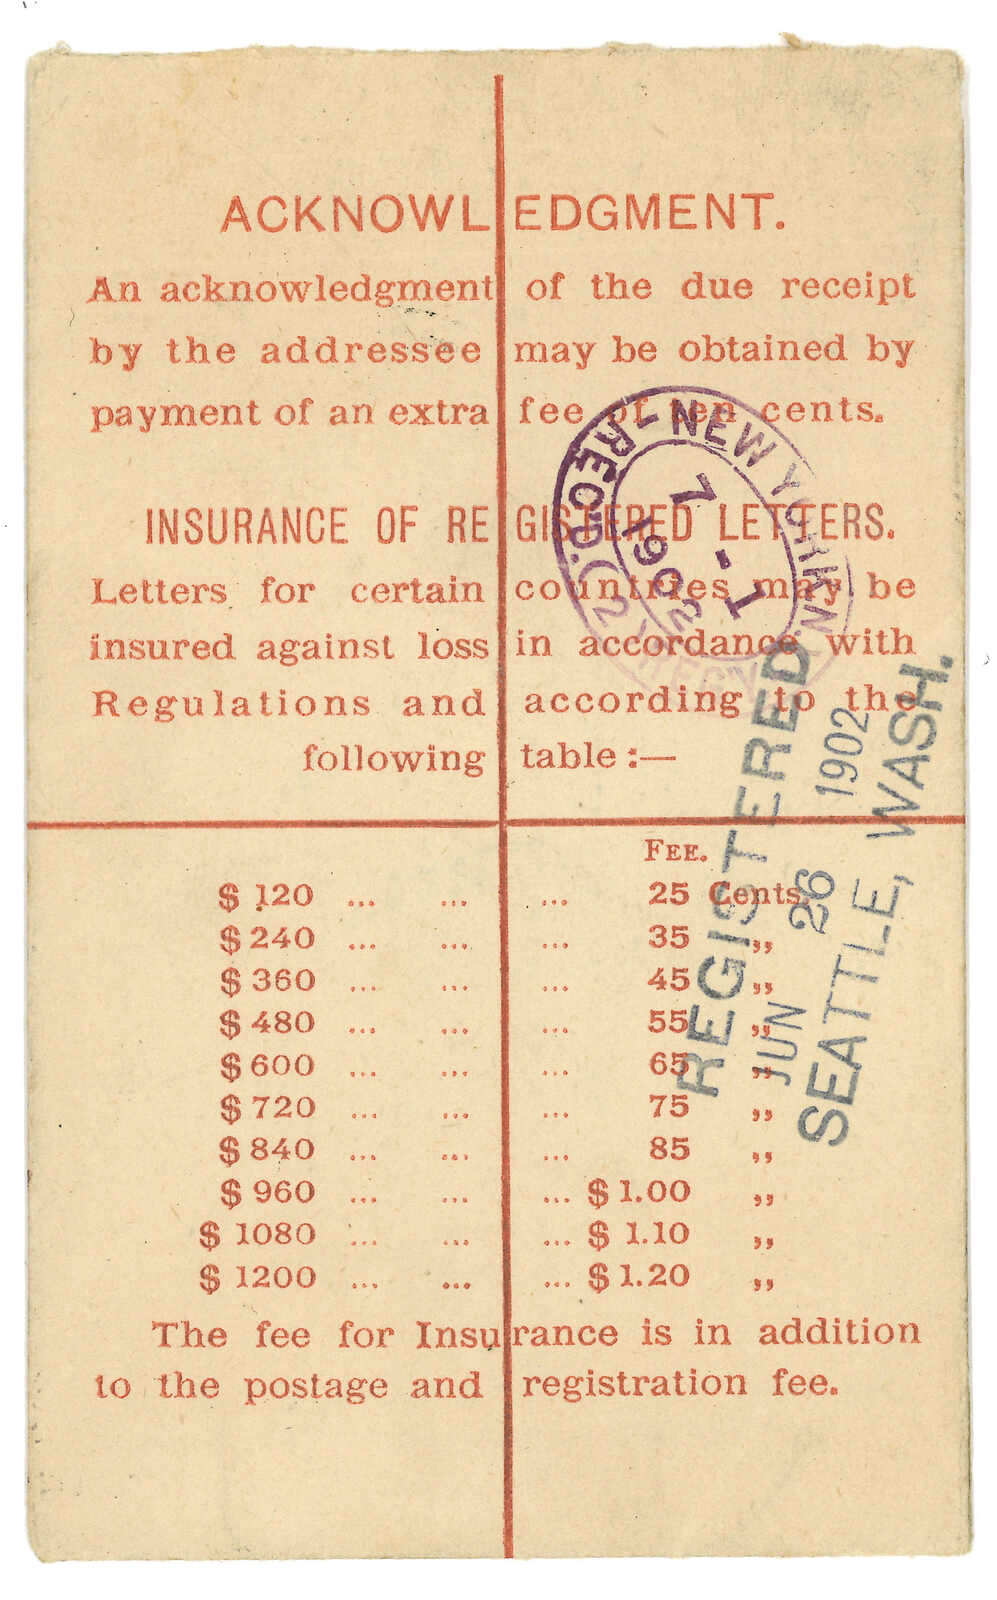 ACKNOWLEDGMENT.
An acknowledgment of the due receipt
by the addressee may be obtained by
payment of an extra fee of ten cents.
INSURANCE OF REGISTERED LETTERS.
Letters for certain countries may be
insured against loss in accordance with
Regulations and according to the
following table :—
FEE.
$ 120 ... ... ... 25 Cents.
$ 240 ... ... ... 35 „
$ 360 ... ... ... 45 „
$ 480 ... ... ... 55 „
$ 600 ... ... ... 65 „
$ 720 ... ... ... 75 „
$ 840 ... ... ... 85 „
$ 960 ... ... ... $ 1.00 „
$ 1080 ... ... ... $ 1.10 „
$ 1200 ... ... ... $ 1.20 „
The fee for Insurance is in addition
to the postage and registration fee.
NEW YORK N.Y.
REC'D.
7-1
1902
REGISTERED
JUN 26 1902
SEATTLE, WASH.